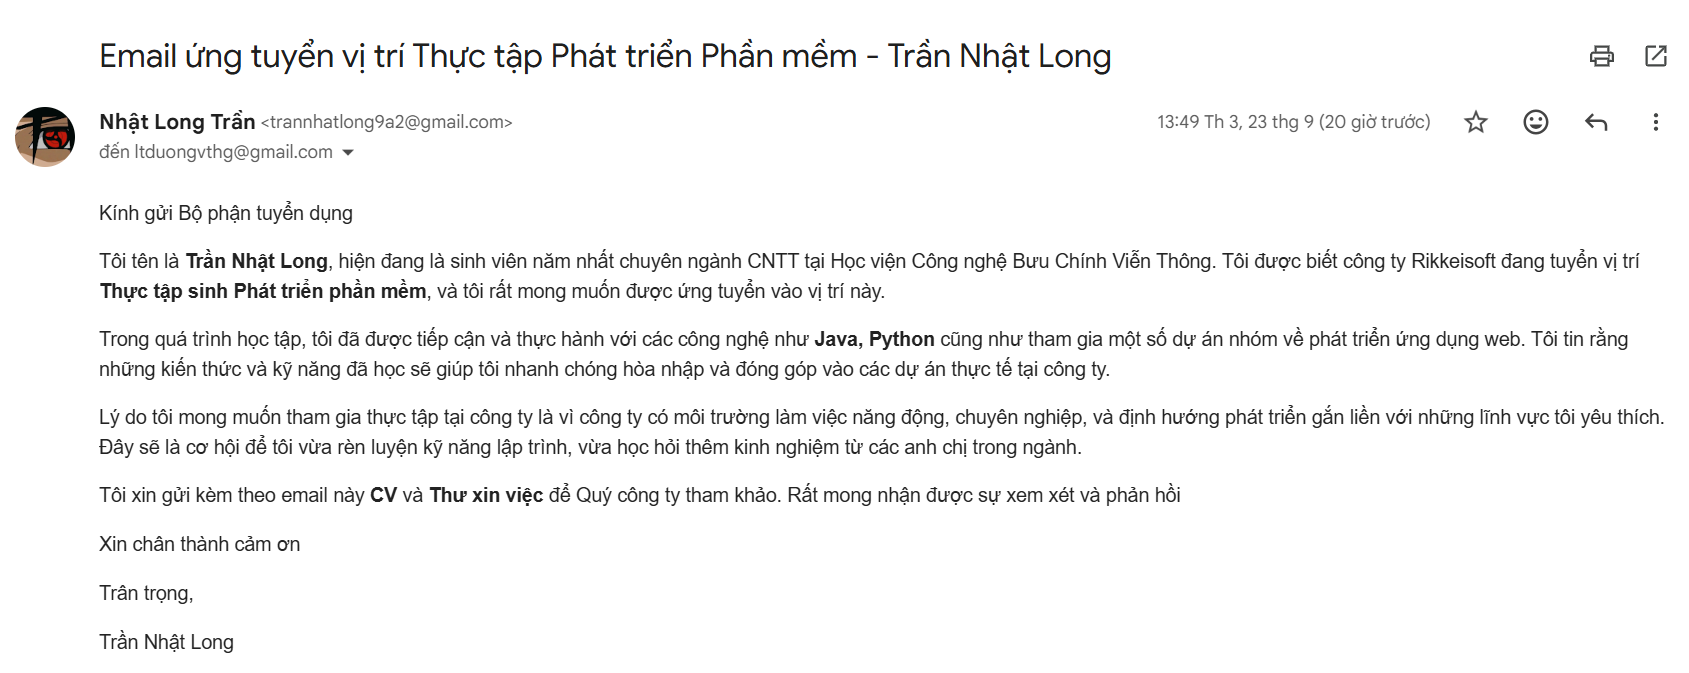 Email ứng tuyển vị trí Thực tập Phát triển Phần mềm - Trần Nhật Long
Nhật Long Trần <trannhatlong9a2@gmail.com>
13:49 Th 3, 23 thg 9 (20 giờ trước)
đến ltduongvthg@gmail.com
Kính gửi Bộ phận tuyển dụng
Tôi tên là Trần Nhật Long, hiện đang là sinh viên năm nhất chuyên ngành CNTT tại Học viện Công nghệ Bưu Chính Viễn Thông. Tôi được biết công ty Rikkeisoft đang tuyển vị trí
Thực tập sinh Phát triển phần mềm, và tôi rất mong muốn được ứng tuyển vào vị trí này.
Trong quá trình học tập, tôi đã được tiếp cận và thực hành với các công nghệ như Java, Python cũng như tham gia một số dự án nhóm về phát triển ứng dụng web. Tôi tin rằng
những kiến thức và kỹ năng đã học sẽ giúp tôi nhanh chóng hòa nhập và đóng góp vào các dự án thực tế tại công ty.
Lý do tôi mong muốn tham gia thực tập tại công ty là vì công ty có môi trường làm việc năng động, chuyên nghiệp, và định hướng phát triển gắn liền với những lĩnh vực tôi yêu thích.
Đây sẽ là cơ hội để tôi vừa rèn luyện kỹ năng lập trình, vừa học hỏi thêm kinh nghiệm từ các anh chị trong ngành.
Tôi xin gửi kèm theo email này CV và Thư xin việc để Quý công ty tham khảo. Rất mong nhận được sự xem xét và phản hồi
Xin chân thành cảm ơn
Trân trọng,
Trần Nhật Long